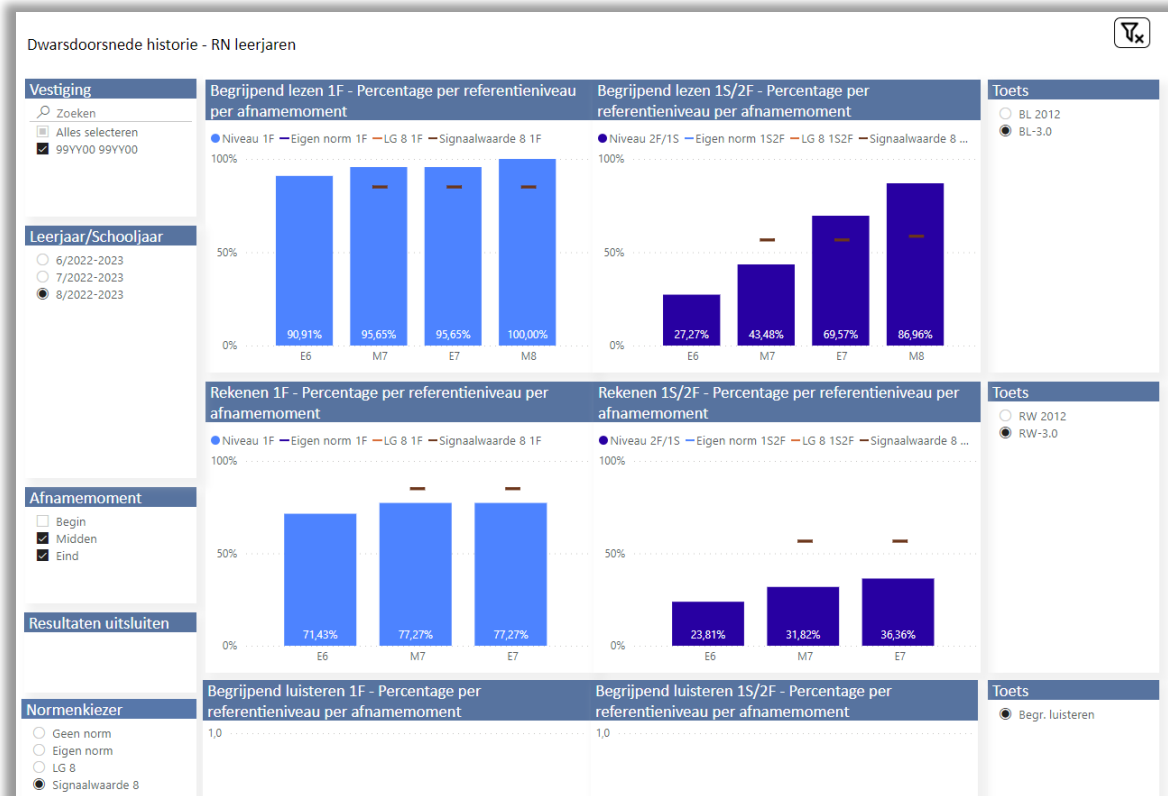 Dwarsdoorsnede historie - RN leerjaren
Vestiging
Zoeken
Alles selecteren
99YY00 99YY00
Leerjaar/Schooljaar
6/2022-2023
7/2022-2023
8/2022-2023
Afnamemoment
Begin
Midden
Eind
Resultaten uitsluiten
Normenkiezer
Geen norm
Eigen norm
LG 8
Signaalwaarde 8
Begrijpend lezen 1F - Percentage per referentieniveau
per afnamemoment
Niveau 1F Eigen norm 1F LG 8 1F Signaalwaarde 8 1F
100%
50%
0%
90,91% 95,65% 95,65% 100,00%
E6 M7 E7 M8
Begrijpend lezen 1S/2F - Percentage per
referentieniveau per afnamemoment
Niveau 2F/1S Eigen norm 1S2F LG 8 1S2F Signaalwaarde 8 ...
100%
50%
0%
27,27% 43,48% 69,57% 86,96%
E6 M7 E7 M8
Toets
BL 2012
BL-3.0
Rekenen 1F - Percentage per referentieniveau per
afnamemoment
Niveau 1F Eigen norm 1F LG 8 1F Signaalwaarde 8 1F
100%
50%
0%
71,43% 77,27% 77,27%
E6 M7 E7
Rekenen 1S/2F - Percentage per referentieniveau per
afnamemoment
Niveau 2F/1S Eigen norm 1S2F LG 8 1S2F Signaalwaarde 8 ...
100%
50%
0%
23,81% 31,82% 36,36%
E6 M7 E7
Toets
RW 2012
RW-3.0
Begrijpend luisteren 1F - Percentage per
referentieniveau per afnamemoment
1,0
Begrijpend luisteren 1S/2F - Percentage per
referentieniveau per afnamemoment
1,0
Toets
Begr. luisteren